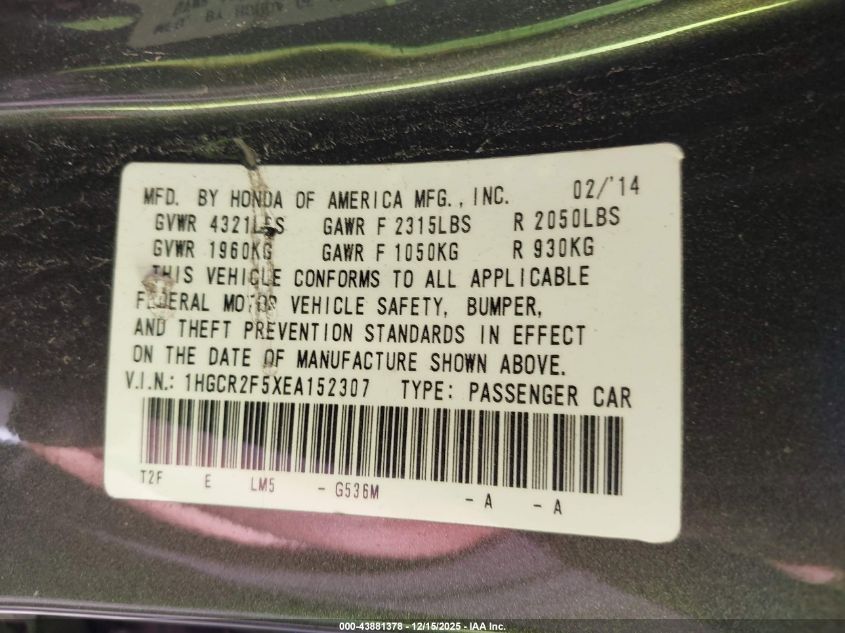 MFD. BY HONDA OF AMERICA MFG., INC. 02/'14
GVWR 4321LBS GAWR F 2315LBS R 2050LBS
GVWR 1960KG GAWR F 1050KG R 930KG
THIS VEHICLE CONFORMS TO ALL APPLICABLE
FEDERAL MOTOR VEHICLE SAFETY, BUMPER,
AND THEFT PREVENTION STANDARDS IN EFFECT
ON THE DATE OF MANUFACTURE SHOWN ABOVE.
V.I.N.: 1HGCR2F5XEA152307 TYPE: PASSENGER CAR
T2F E LM5 - G536M - A - A
000-43881378 - 12/15/2025 - IAA Inc.